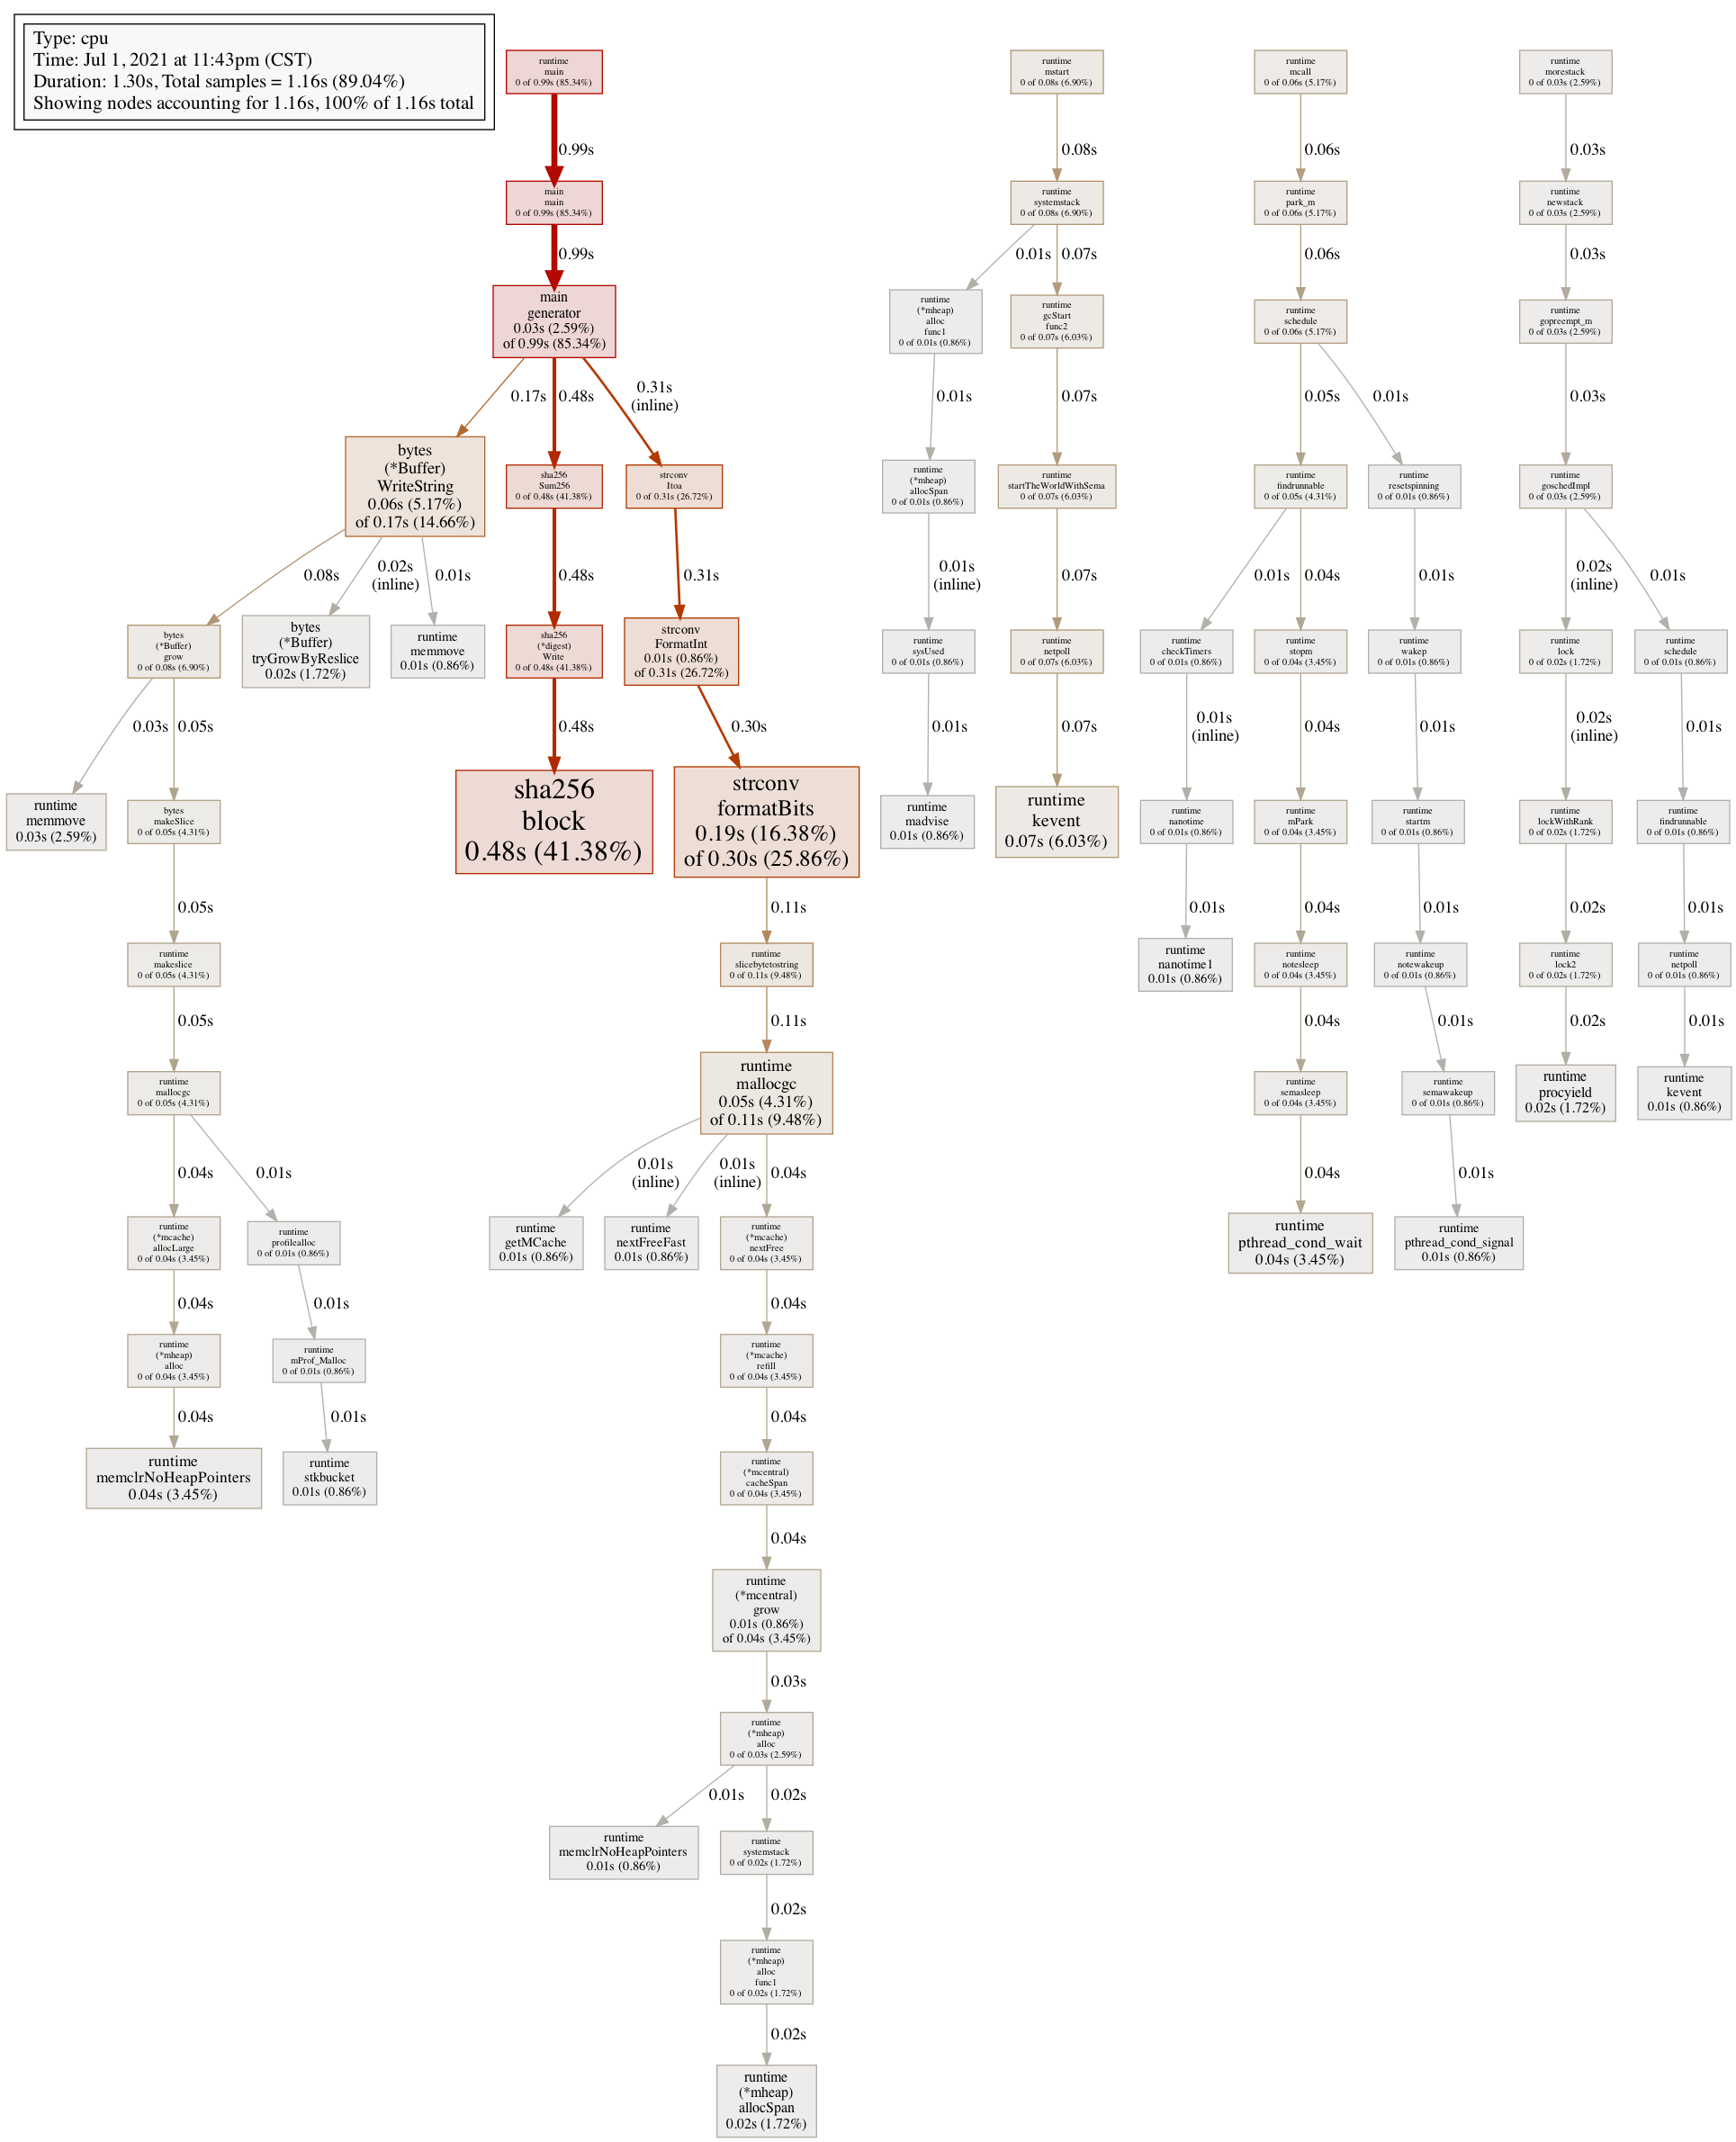 Type: cpu
Time: Jul 1, 2021 at 11:43pm (CST)
Duration: 1.30s, Total samples = 1.16s (89.04%)
Showing nodes accounting for 1.16s, 100% of 1.16s total
runtime
main
0 of 0.99s (85.34%)
0.99s
main
main
0 of 0.99s (85.34%)
0.99s
main
generator
0.03s (2.59%)
of 0.99s (85.34%)
0.17s
0.48s
0.31s
(inline)
bytes
(*Buffer)
WriteString
0.06s (5.17%)
of 0.17s (14.66%)
sha256
Sum256
0 of 0.48s (41.38%)
strconv
Itoa
0 of 0.31s (26.72%)
0.08s
0.02s
(inline)
0.01s
0.48s
0.31s
bytes
(*Buffer)
grow
0 of 0.08s (6.90%)
bytes
(*Buffer)
tryGrowByReslice
0.02s (1.72%)
runtime
memmove
0.01s (0.86%)
sha256
(*digest)
Write
0 of 0.48s (41.38%)
strconv
FormatInt
0.01s (0.86%)
of 0.31s (26.72%)
0.03s
0.05s
0.48s
0.30s
runtime
memmove
0.03s (2.59%)
bytes
makeSlice
0 of 0.05s (4.31%)
sha256
block
0.48s (41.38%)
strconv
formatBits
0.19s (16.38%)
of 0.30s (25.86%)
0.05s
0.11s
runtime
makeslice
0 of 0.05s (4.31%)
runtime
slicebytetostring
0 of 0.11s (9.48%)
0.05s
0.11s
runtime
mallocgc
0 of 0.05s (4.31%)
runtime
mallocgc
0.05s (4.31%)
of 0.11s (9.48%)
0.04s
0.01s
0.01s
(inline)
0.01s
(inline)
0.04s
runtime
(*mcache)
allocLarge
0 of 0.04s (3.45%)
runtime
profilealloc
0 of 0.01s (0.86%)
runtime
getMCache
0.01s (0.86%)
runtime
nextFreeFast
0.01s (0.86%)
runtime
(*mcache)
nextFree
0 of 0.04s (3.45%)
0.04s
0.01s
0.04s
runtime
(*mheap)
alloc
0 of 0.04s (3.45%)
runtime
mProf_Malloc
0 of 0.01s (0.86%)
runtime
(*mcache)
refill
0 of 0.04s (3.45%)
0.04s
0.01s
0.04s
runtime
memclrNoHeapPointers
0.04s (3.45%)
runtime
stkbucket
0.01s (0.86%)
runtime
(*mcentral)
cacheSpan
0 of 0.04s (3.45%)
0.04s
runtime
(*mcentral)
grow
0.01s (0.86%)
of 0.04s (3.45%)
0.03s
runtime
(*mheap)
alloc
0 of 0.03s (2.59%)
0.01s
0.02s
runtime
memclrNoHeapPointers
0.01s (0.86%)
runtime
systemstack
0 of 0.02s (1.72%)
0.02s
runtime
(*mheap)
alloc
func1
0 of 0.02s (1.72%)
0.02s
runtime
(*mheap)
allocSpan
0.02s (1.72%)
runtime
mstart
0 of 0.08s (6.90%)
0.08s
runtime
systemstack
0 of 0.08s (6.90%)
0.01s
0.07s
runtime
(*mheap)
alloc
func1
0 of 0.01s (0.86%)
runtime
gcStart
func2
0 of 0.07s (6.03%)
0.01s
0.07s
runtime
(*mheap)
allocSpan
0 of 0.01s (0.86%)
runtime
startTheWorldWithSema
0 of 0.07s (6.03%)
0.01s
(inline)
0.07s
runtime
sysUsed
0 of 0.01s (0.86%)
runtime
netpoll
0 of 0.07s (6.03%)
0.01s
0.07s
runtime
madvise
0.01s (0.86%)
runtime
kevent
0.07s (6.03%)
runtime
mcall
0 of 0.06s (5.17%)
0.06s
runtime
park_m
0 of 0.06s (5.17%)
0.06s
runtime
schedule
0 of 0.06s (5.17%)
0.05s
0.01s
runtime
findrunnable
0 of 0.05s (4.31%)
runtime
resetspinning
0 of 0.01s (0.86%)
0.01s
0.04s
0.01s
runtime
checkTimers
0 of 0.01s (0.86%)
runtime
stopm
0 of 0.04s (3.45%)
runtime
wakep
0 of 0.01s (0.86%)
0.01s
(inline)
0.04s
0.01s
runtime
nanotime
0 of 0.01s (0.86%)
runtime
mPark
0 of 0.04s (3.45%)
runtime
startm
0 of 0.01s (0.86%)
0.01s
0.04s
0.01s
runtime
nanotime1
0.01s (0.86%)
runtime
notesleep
0 of 0.04s (3.45%)
runtime
notewakeup
0 of 0.01s (0.86%)
0.04s
0.01s
runtime
semasleep
0 of 0.04s (3.45%)
runtime
semawakeup
0 of 0.01s (0.86%)
0.04s
0.01s
runtime
pthread_cond_wait
0.04s (3.45%)
runtime
pthread_cond_signal
0.01s (0.86%)
runtime
morestack
0 of 0.03s (2.59%)
0.03s
runtime
newstack
0 of 0.03s (2.59%)
0.03s
runtime
gopreempt_m
0 of 0.03s (2.59%)
0.03s
runtime
goschedImpl
0 of 0.03s (2.59%)
0.02s
(inline)
0.01s
runtime
lock
0 of 0.02s (1.72%)
runtime
schedule
0 of 0.01s (0.86%)
0.02s
(inline)
0.01s
runtime
lockWithRank
0 of 0.02s (1.72%)
runtime
findrunnable
0 of 0.01s (0.86%)
0.02s
0.01s
runtime
lock2
0 of 0.02s (1.72%)
runtime
netpoll
0 of 0.01s (0.86%)
0.02s
0.01s
runtime
procyield
0.02s (1.72%)
runtime
kevent
0.01s (0.86%)